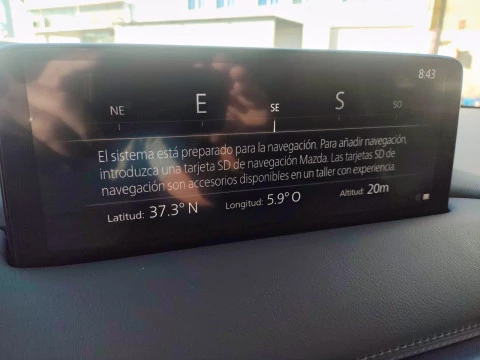 8:43
NE E SE S SO
El sistema está preparado para la navegación. Para añadir navegación,
introduzca una tarjeta SD de navegación Mazda. Las tarjetas SD de
navegación son accesorios disponibles en un taller con experiencia.
Latitud: 37.3° N Longitud: 5.9° O Altitud: 20m